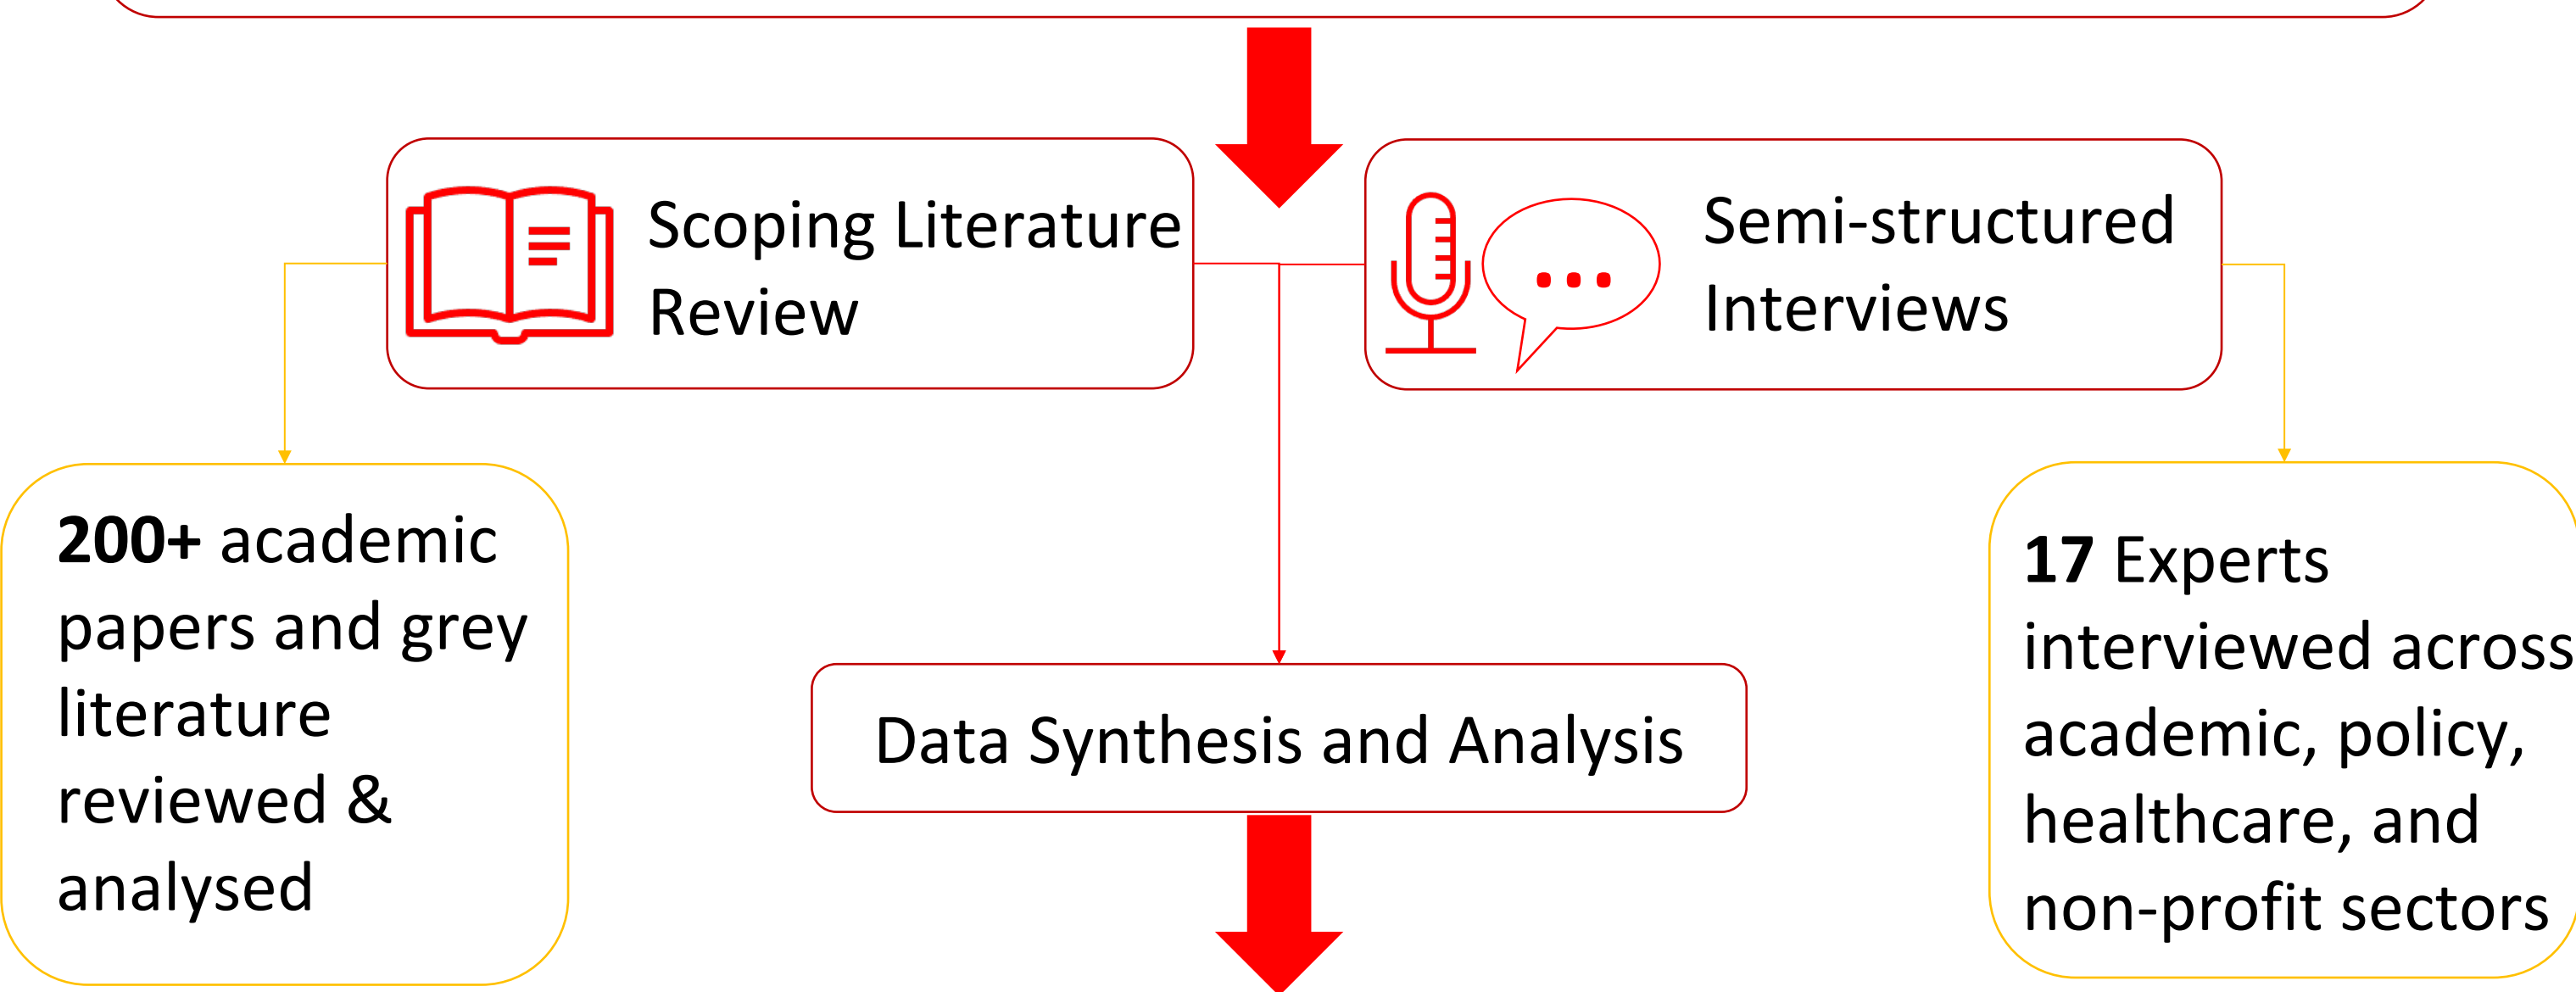 Scoping Literature
Review
Semi-structured
Interviews
200+ academic
papers and grey
literature
reviewed &
analysed
Data Synthesis and Analysis
17 Experts
interviewed across
academic, policy,
healthcare, and
non-profit sectors